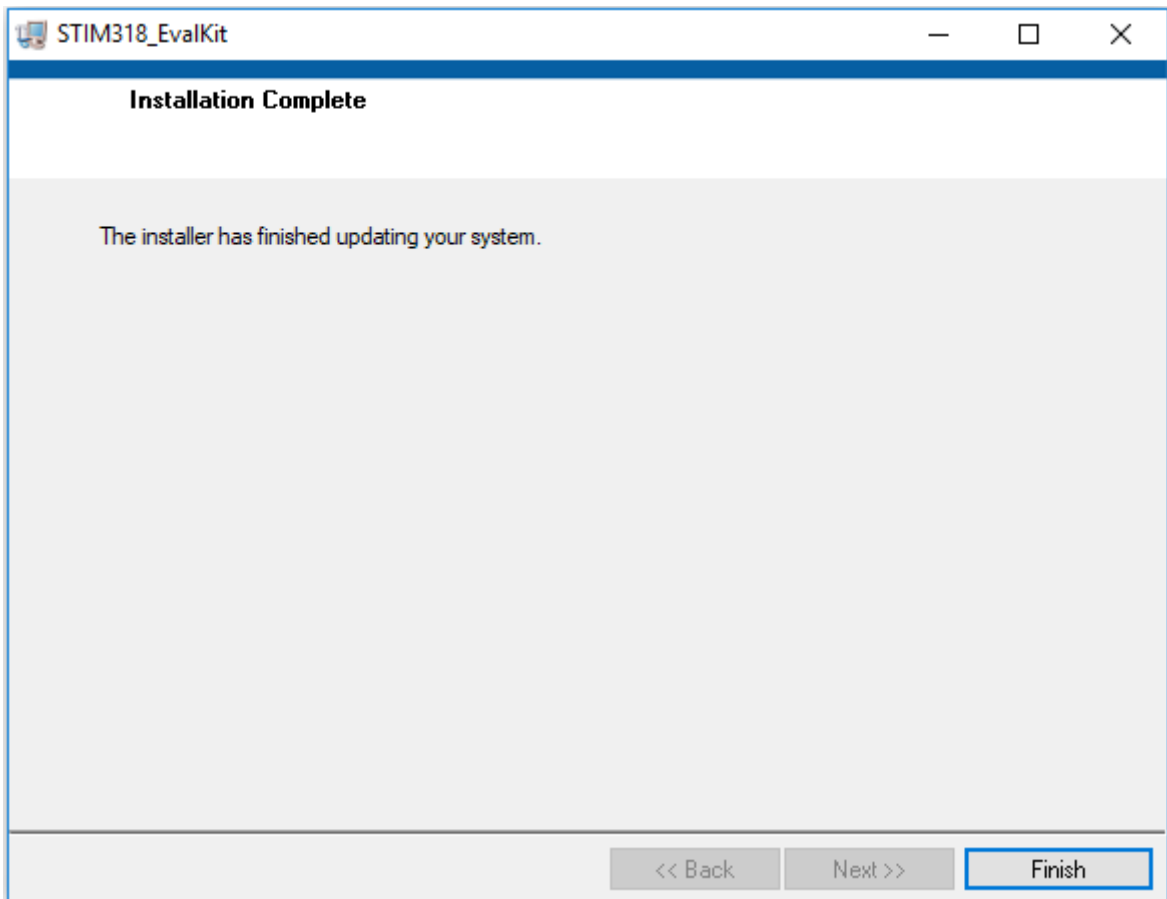 STIM318_EvalKit
Installation Complete
The installer has finished updating your system.
<< Back Next >> Finish